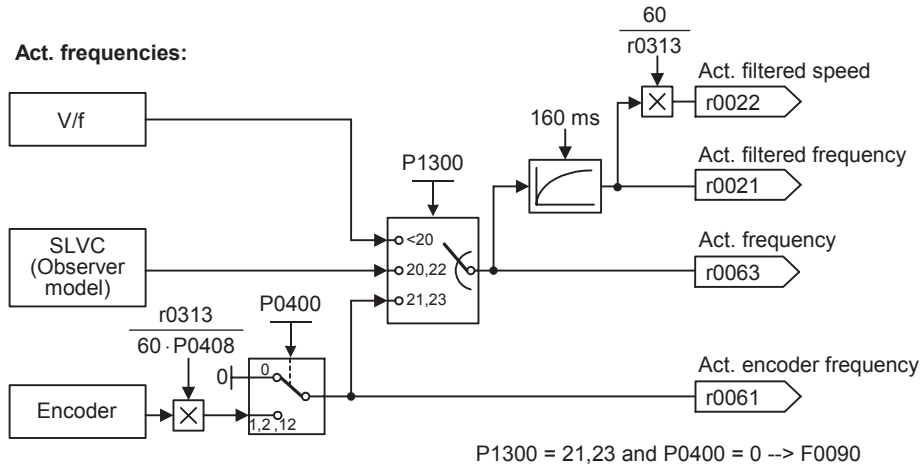 Act. frequencies:
60
r0313
Act. filtered speed
r0022
V/f
160 ms
P1300
Act. filtered frequency
r0021
<20
SLVC
(Observer
model)
20,22
Act. frequency
r0063
21,23
r0313
60 · P0408
P0400
0
0
Act. encoder frequency
r0061
Encoder
×
×
1,2,12
P1300 = 21,23 and P0400 = 0 --> F0090